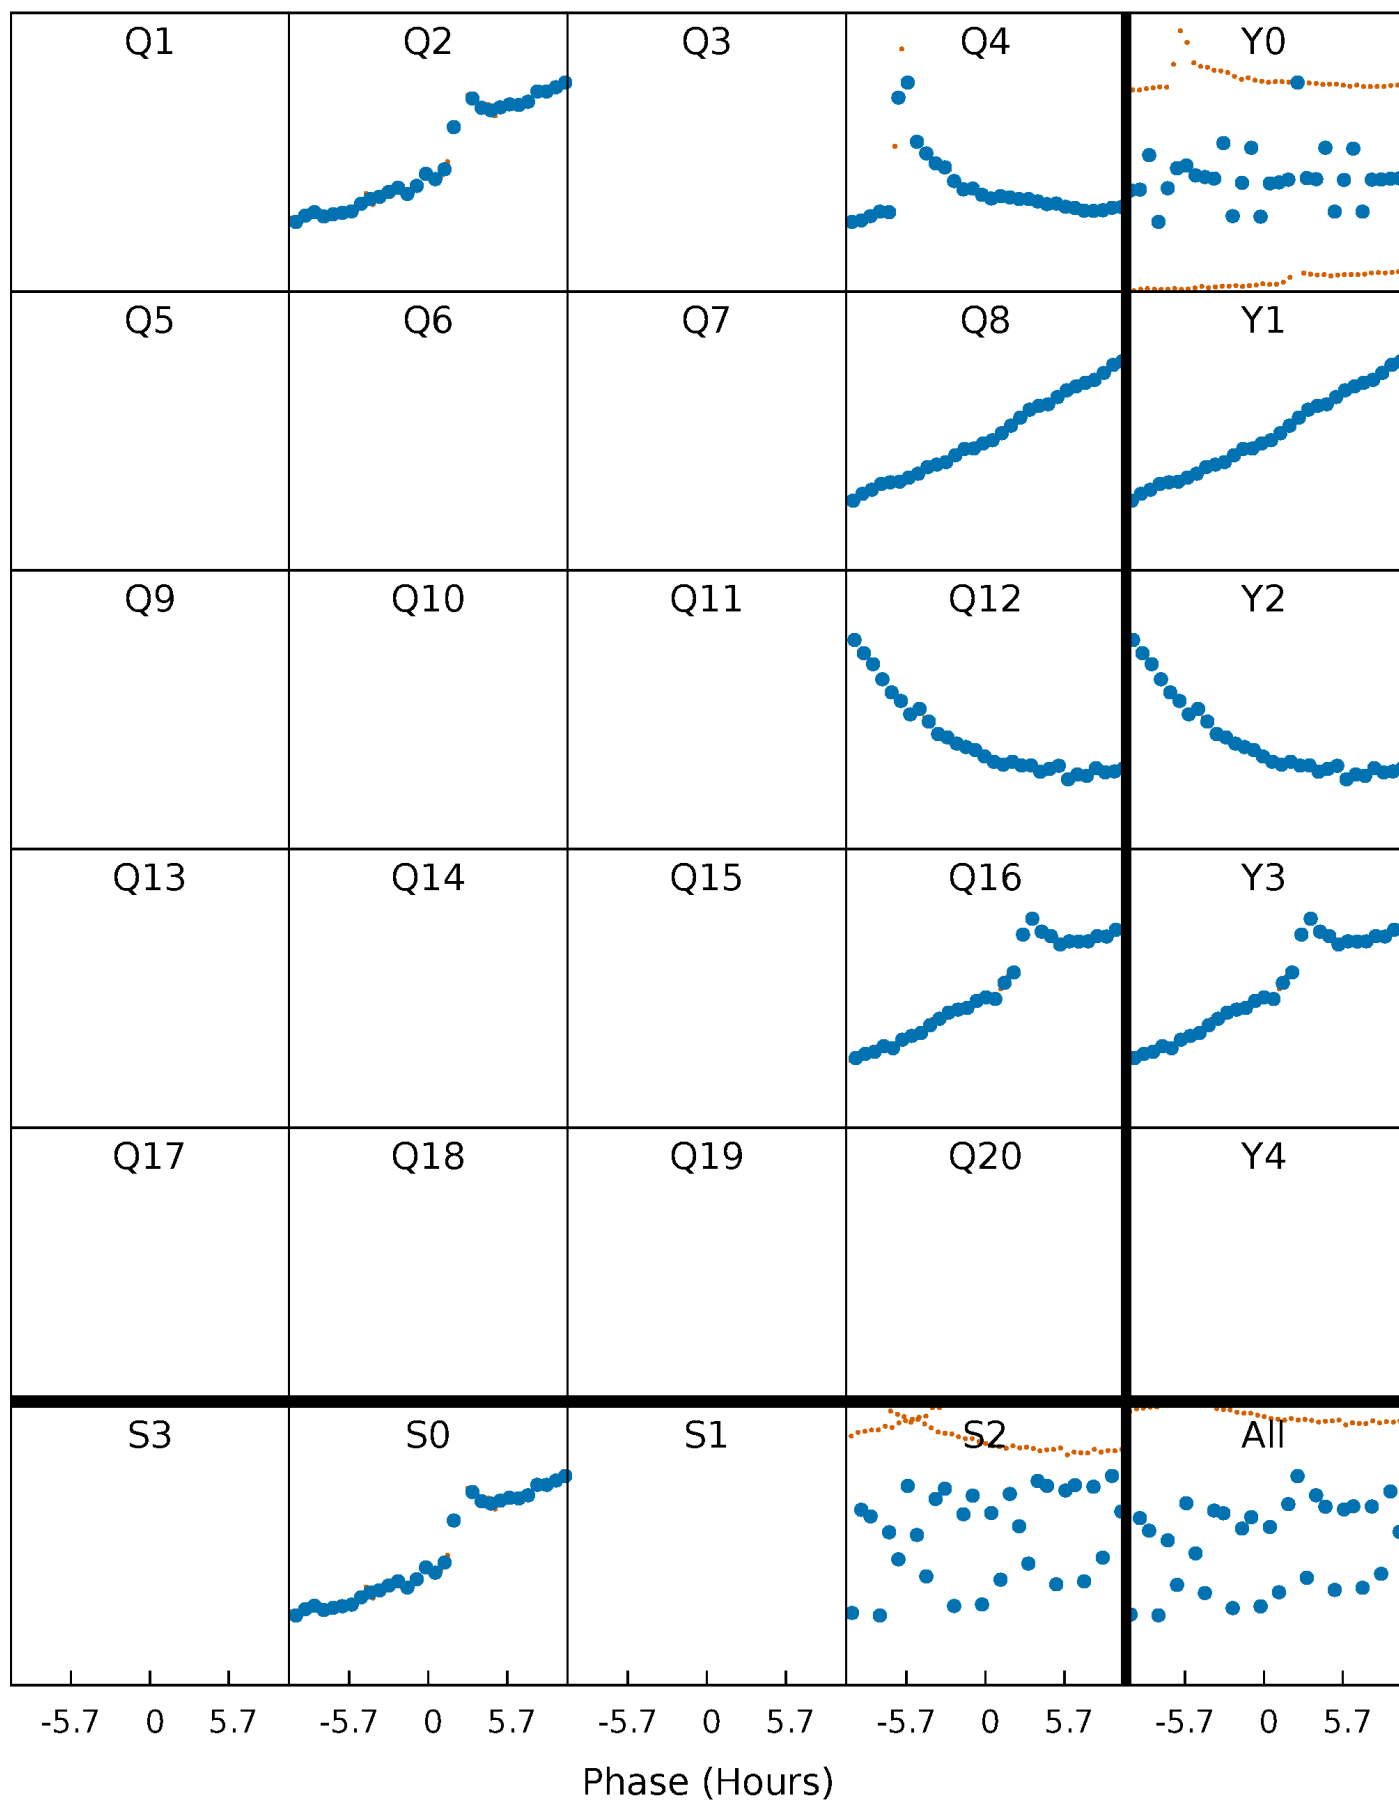 Q1 Q2 Q3 Q4 Y0
Q5 Q6 Q7 Q8 Y1
Q9 Q10 Q11 Q12 Y2
Q13 Q14 Q15 Q16 Y3
Q17 Q18 Q19 Q20 Y4
S3 S0 S1 S2 All
-5.7 0 5.7 -5.7 0 5.7 -5.7 0 5.7 -5.7 0 5.7 -5.7 0 5.7
Phase (Hours)